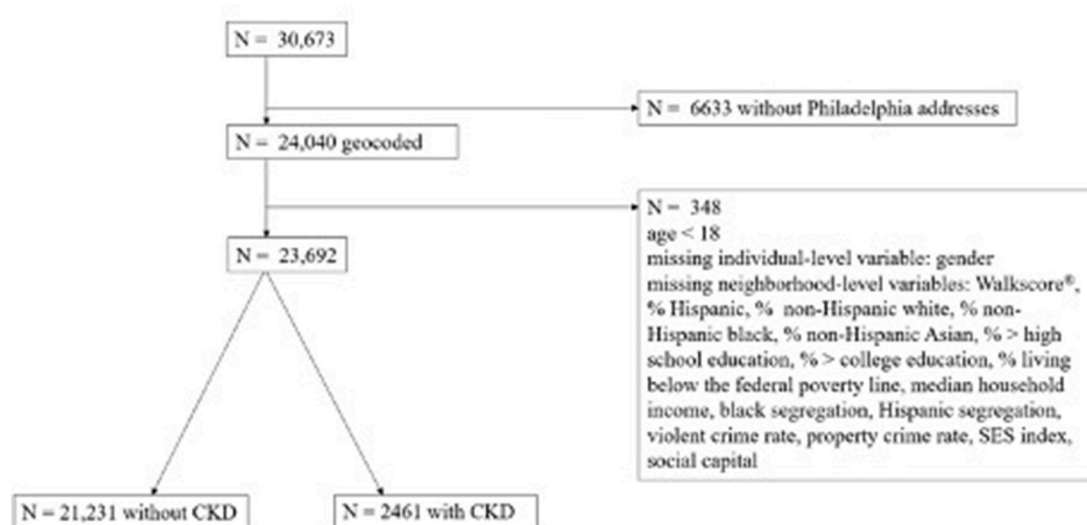 N = 30,673
N = 6633 without Philadelphia addresses
N = 24,040 geocoded
N = 348
age < 18
missing individual-level variable: gender
missing neighborhood-level variables: Walkscore®,
% Hispanic, % non-Hispanic white, % non-
Hispanic black, % non-Hispanic Asian, % > high
school education, % > college education, % living
below the federal poverty line, median household
income, black segregation, Hispanic segregation,
violent crime rate, property crime rate, SES index,
social capital
N = 23,692
N = 21,231 without CKD
N = 2461 with CKD